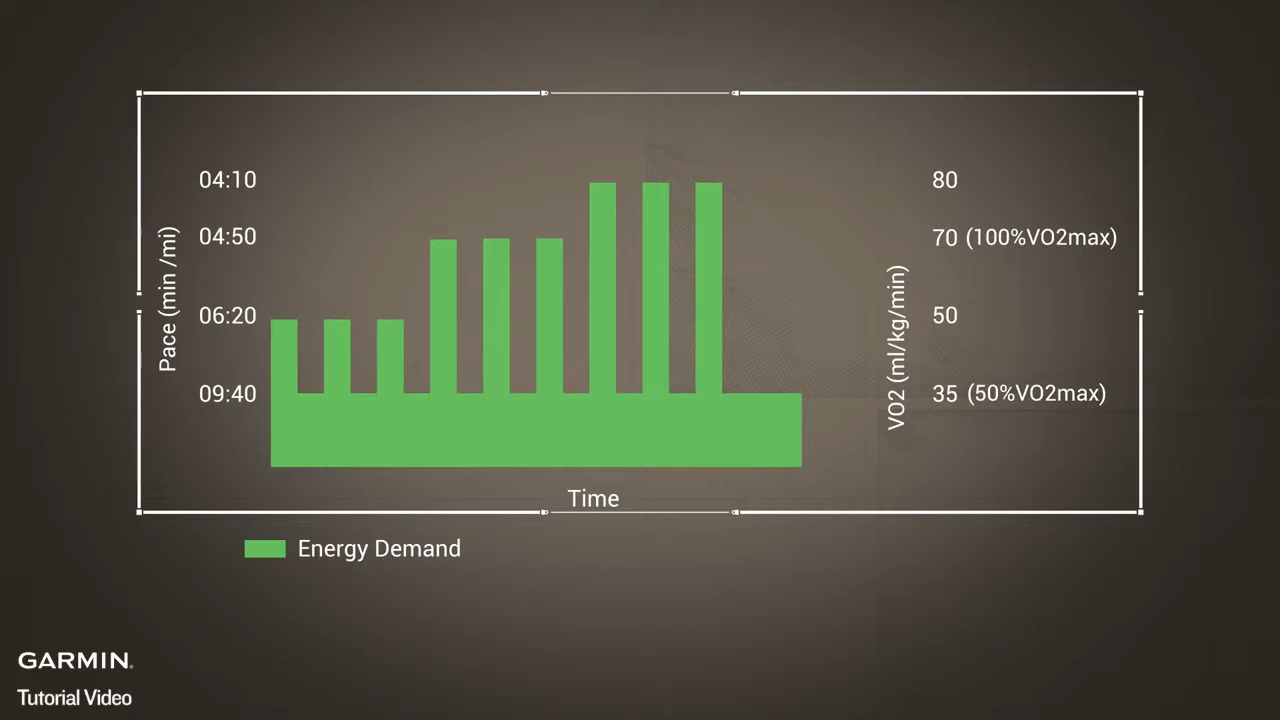 04:10
04:50
06:20
09:40
Pace (min /mi)
80
70 (100%VO2max)
50
35 (50%VO2max)
VO2 (ml/kg/min)
Time
Energy Demand
GARMIN.
Tutorial Video